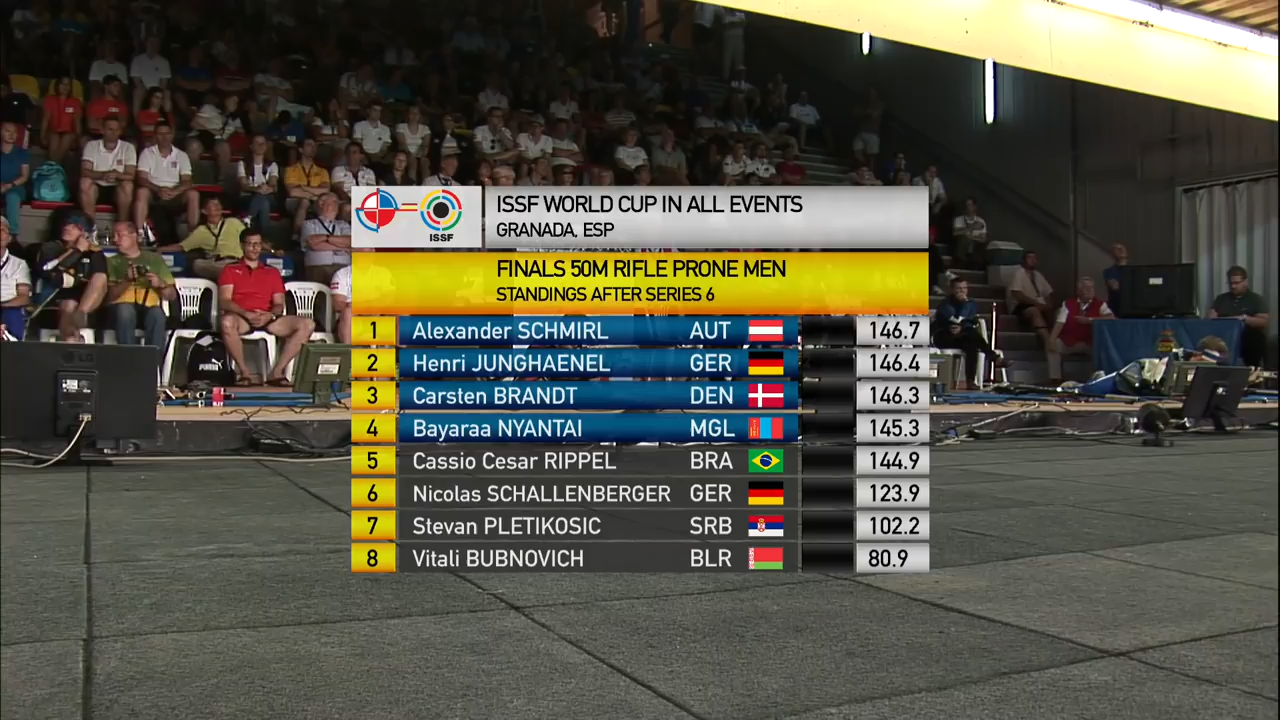 ISSF WORLD CUP IN ALL EVENTS
ISSF
GRANADA, ESP
FINALS 50M RIFLE PRONE MEN
STANDINGS AFTER SERIES 6
1 Alexander SCHMIRL AUT 146.7
2 Henri JUNGHAENEL GER 146.4
3 Carsten BRANDT DEN 146.3
4 Bayaraa NYANTAI MGL 145.3
5 Cassio Cesar RIPPEL BRA 144.9
6 Nicolas SCHALLENBERGER GER 123.9
7 Stevan PLETIKOSIC SRB 102.2
8 Vitali BUBNOVICH BLR 80.9
LG
PUMA